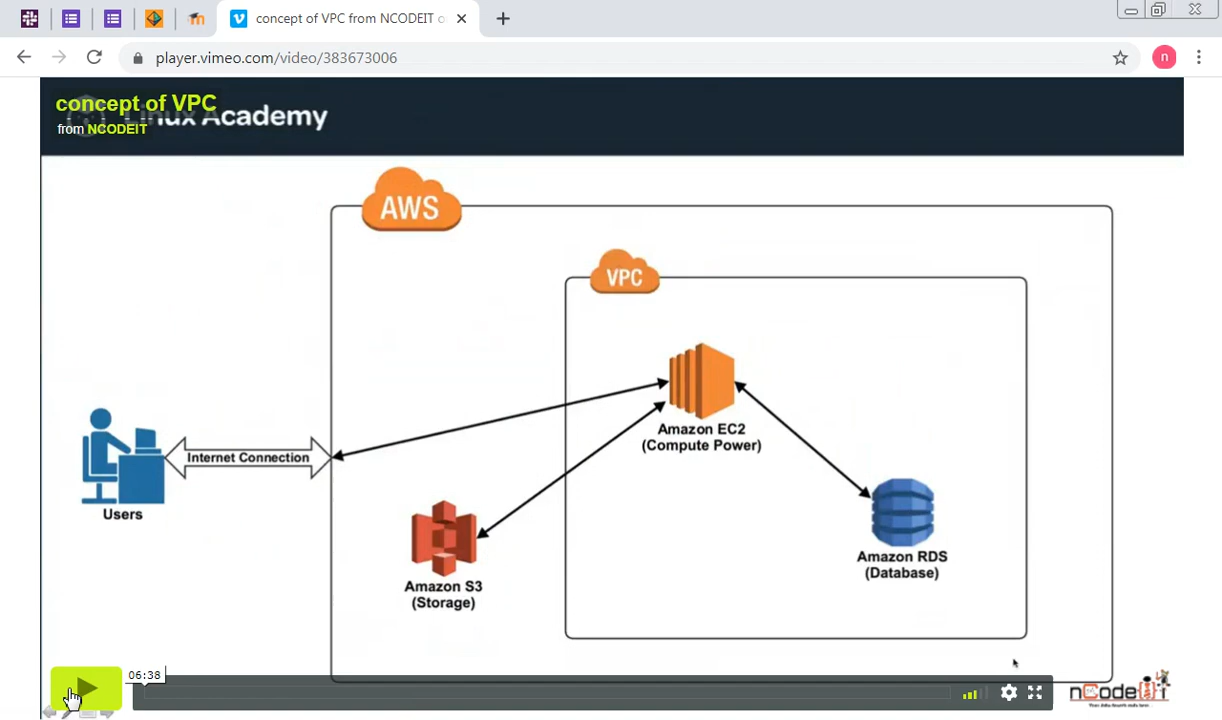 concept of VPC from NCODEIT o
player.vimeo.com/video/383673006
n
concept of VPC
from NCODEIT
Linux Academy
AWS
VPC
Amazon EC2
(Compute Power)
Internet Connection
Users
Amazon S3
(Storage)
Amazon RDS
(Database)
06:38
nCodeIT